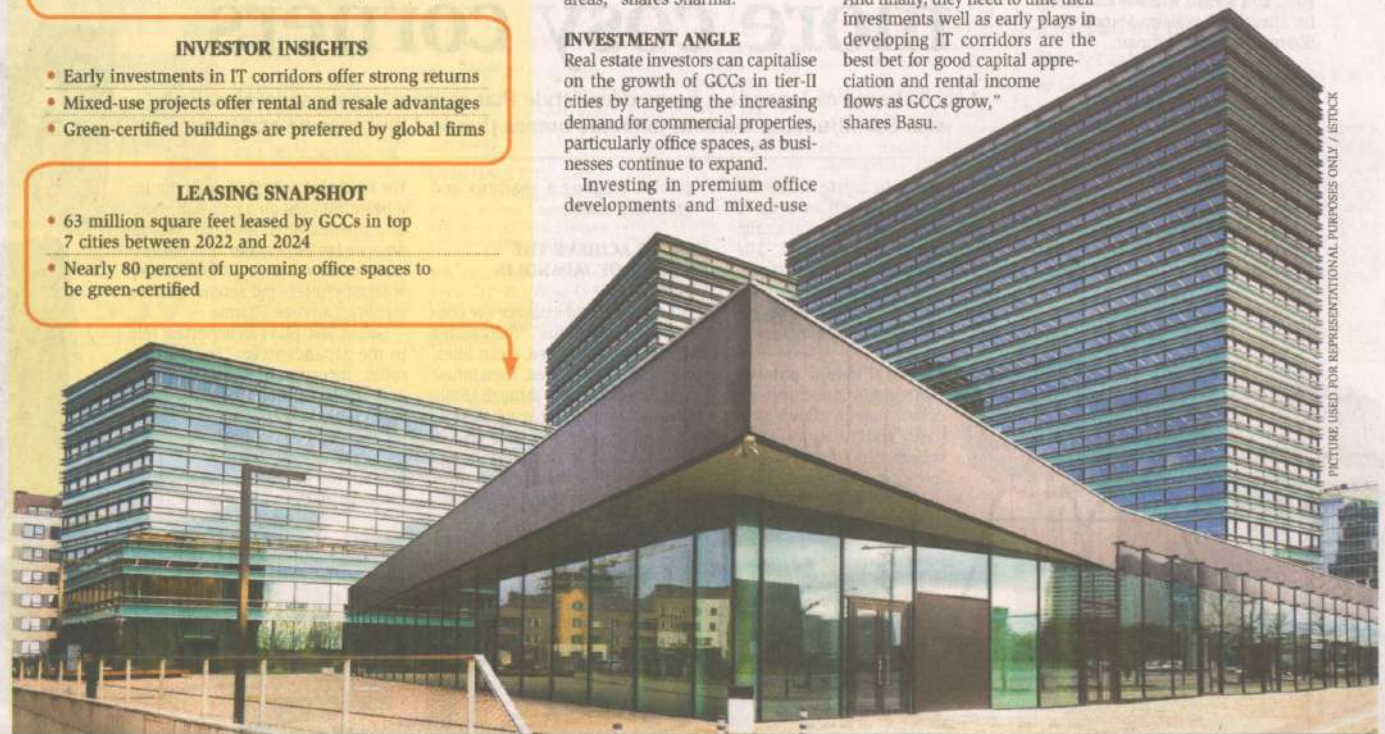 INVESTOR INSIGHTS
• Early investments in IT corridors offer strong returns
• Mixed-use projects offer rental and resale advantages
• Green-certified buildings are preferred by global firms
LEASING SNAPSHOT
• 63 million square feet leased by GCCs in top
7 cities between 2022 and 2024
• Nearly 80 percent of upcoming office spaces to
be green-certified
areas," shares Sharma.
INVESTMENT ANGLE
Real estate investors can capitalise
on the growth of GCCs in tier-II
cities by targeting the increasing
demand for commercial properties,
particularly office spaces, as busi-
nesses continue to expand.
Investing in premium office
developments and mixed-use
And finally, they need to time their
investments well as early plays in
developing IT corridors are the
best bet for good capital appre-
ciation and rental income
flows as GCCs grow,"
shares Basu.
PICTURE USED FOR REPRESENTATIONAL PURPOSES ONLY / ISTOCK